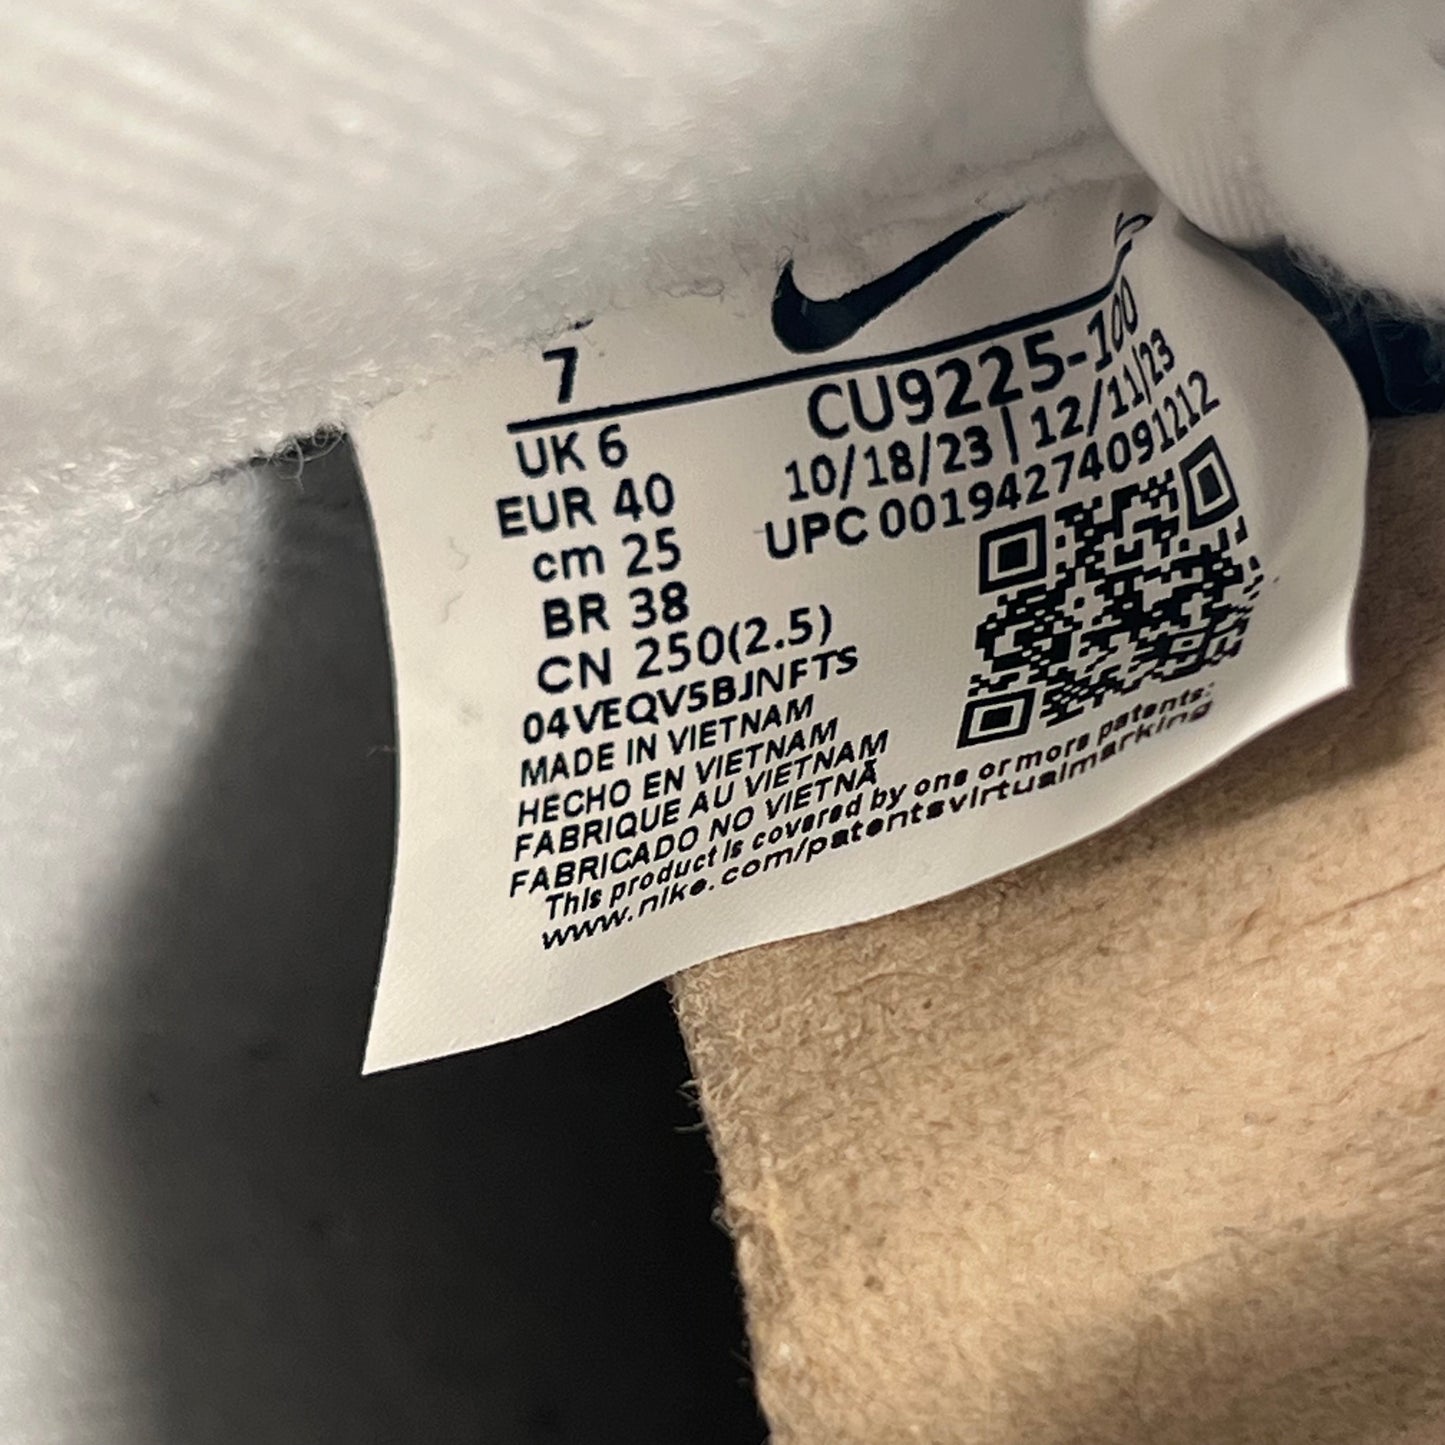 7
CU9225-100
UK 6
10/18/23 | 12/11/23
EUR 40
UPC 00194274091212
cm 25
BR 38
CN 250(2.5)
04VEQV5BJNFTS
MADE IN VIETNAM
HECHO EN VIETNAM
FABRIQUE AU VIETNAM
FABRICADO NO VIETNÃ
This product is covered by one or more patents:
www.nike.com/patentsvirtualmarking